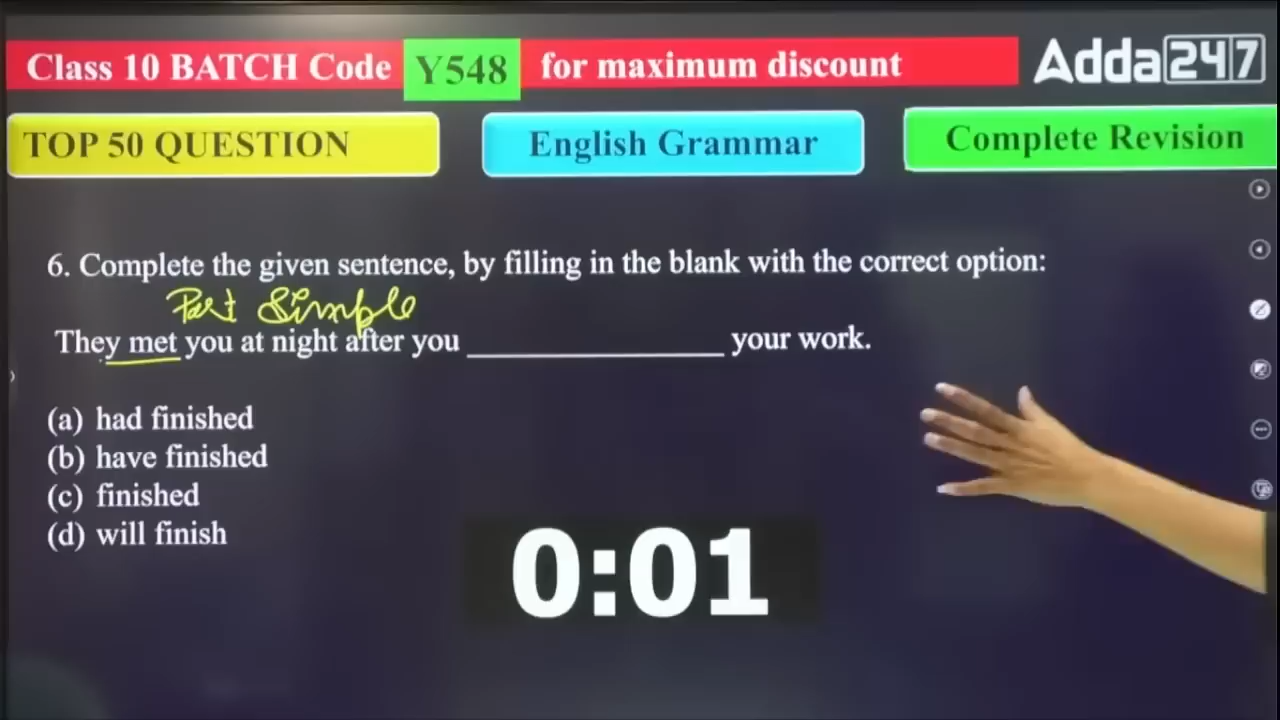 Class 10 BATCH Code Y548 for maximum discount
Adda247
TOP 50 QUESTION
English Grammar
Complete Revision
6. Complete the given sentence, by filling in the blank with the correct option:
Past Simple
They met you at night after you ______________ your work.
(a) had finished
(b) have finished
(c) finished
(d) will finish
0:01